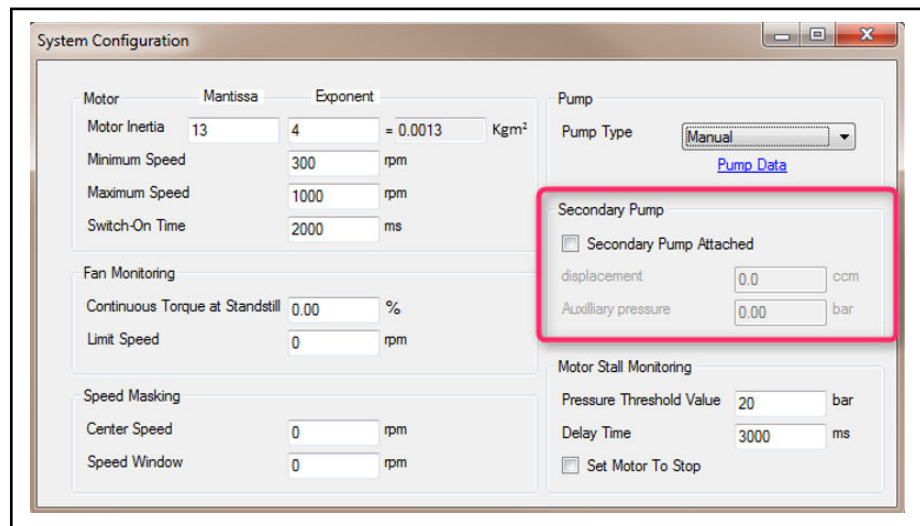 System Configuration
Motor Mantissa Exponent
Motor Inertia 13 4 = 0.0013 Kgm²
Minimum Speed 300 rpm
Maximum Speed 1000 rpm
Switch-On Time 2000 ms
Fan Monitoring
Continuous Torque at Standstill 0.00 %
Limit Speed 0 rpm
Speed Masking
Center Speed 0 rpm
Speed Window 0 rpm
Pump
Pump Type Manual
Pump Data
Secondary Pump
Secondary Pump Attached
displacement 0.0 ccm
Auxilliary pressure 0.00 bar
Motor Stall Monitoring
Pressure Threshold Value 20 bar
Delay Time 3000 ms
Set Motor To Stop